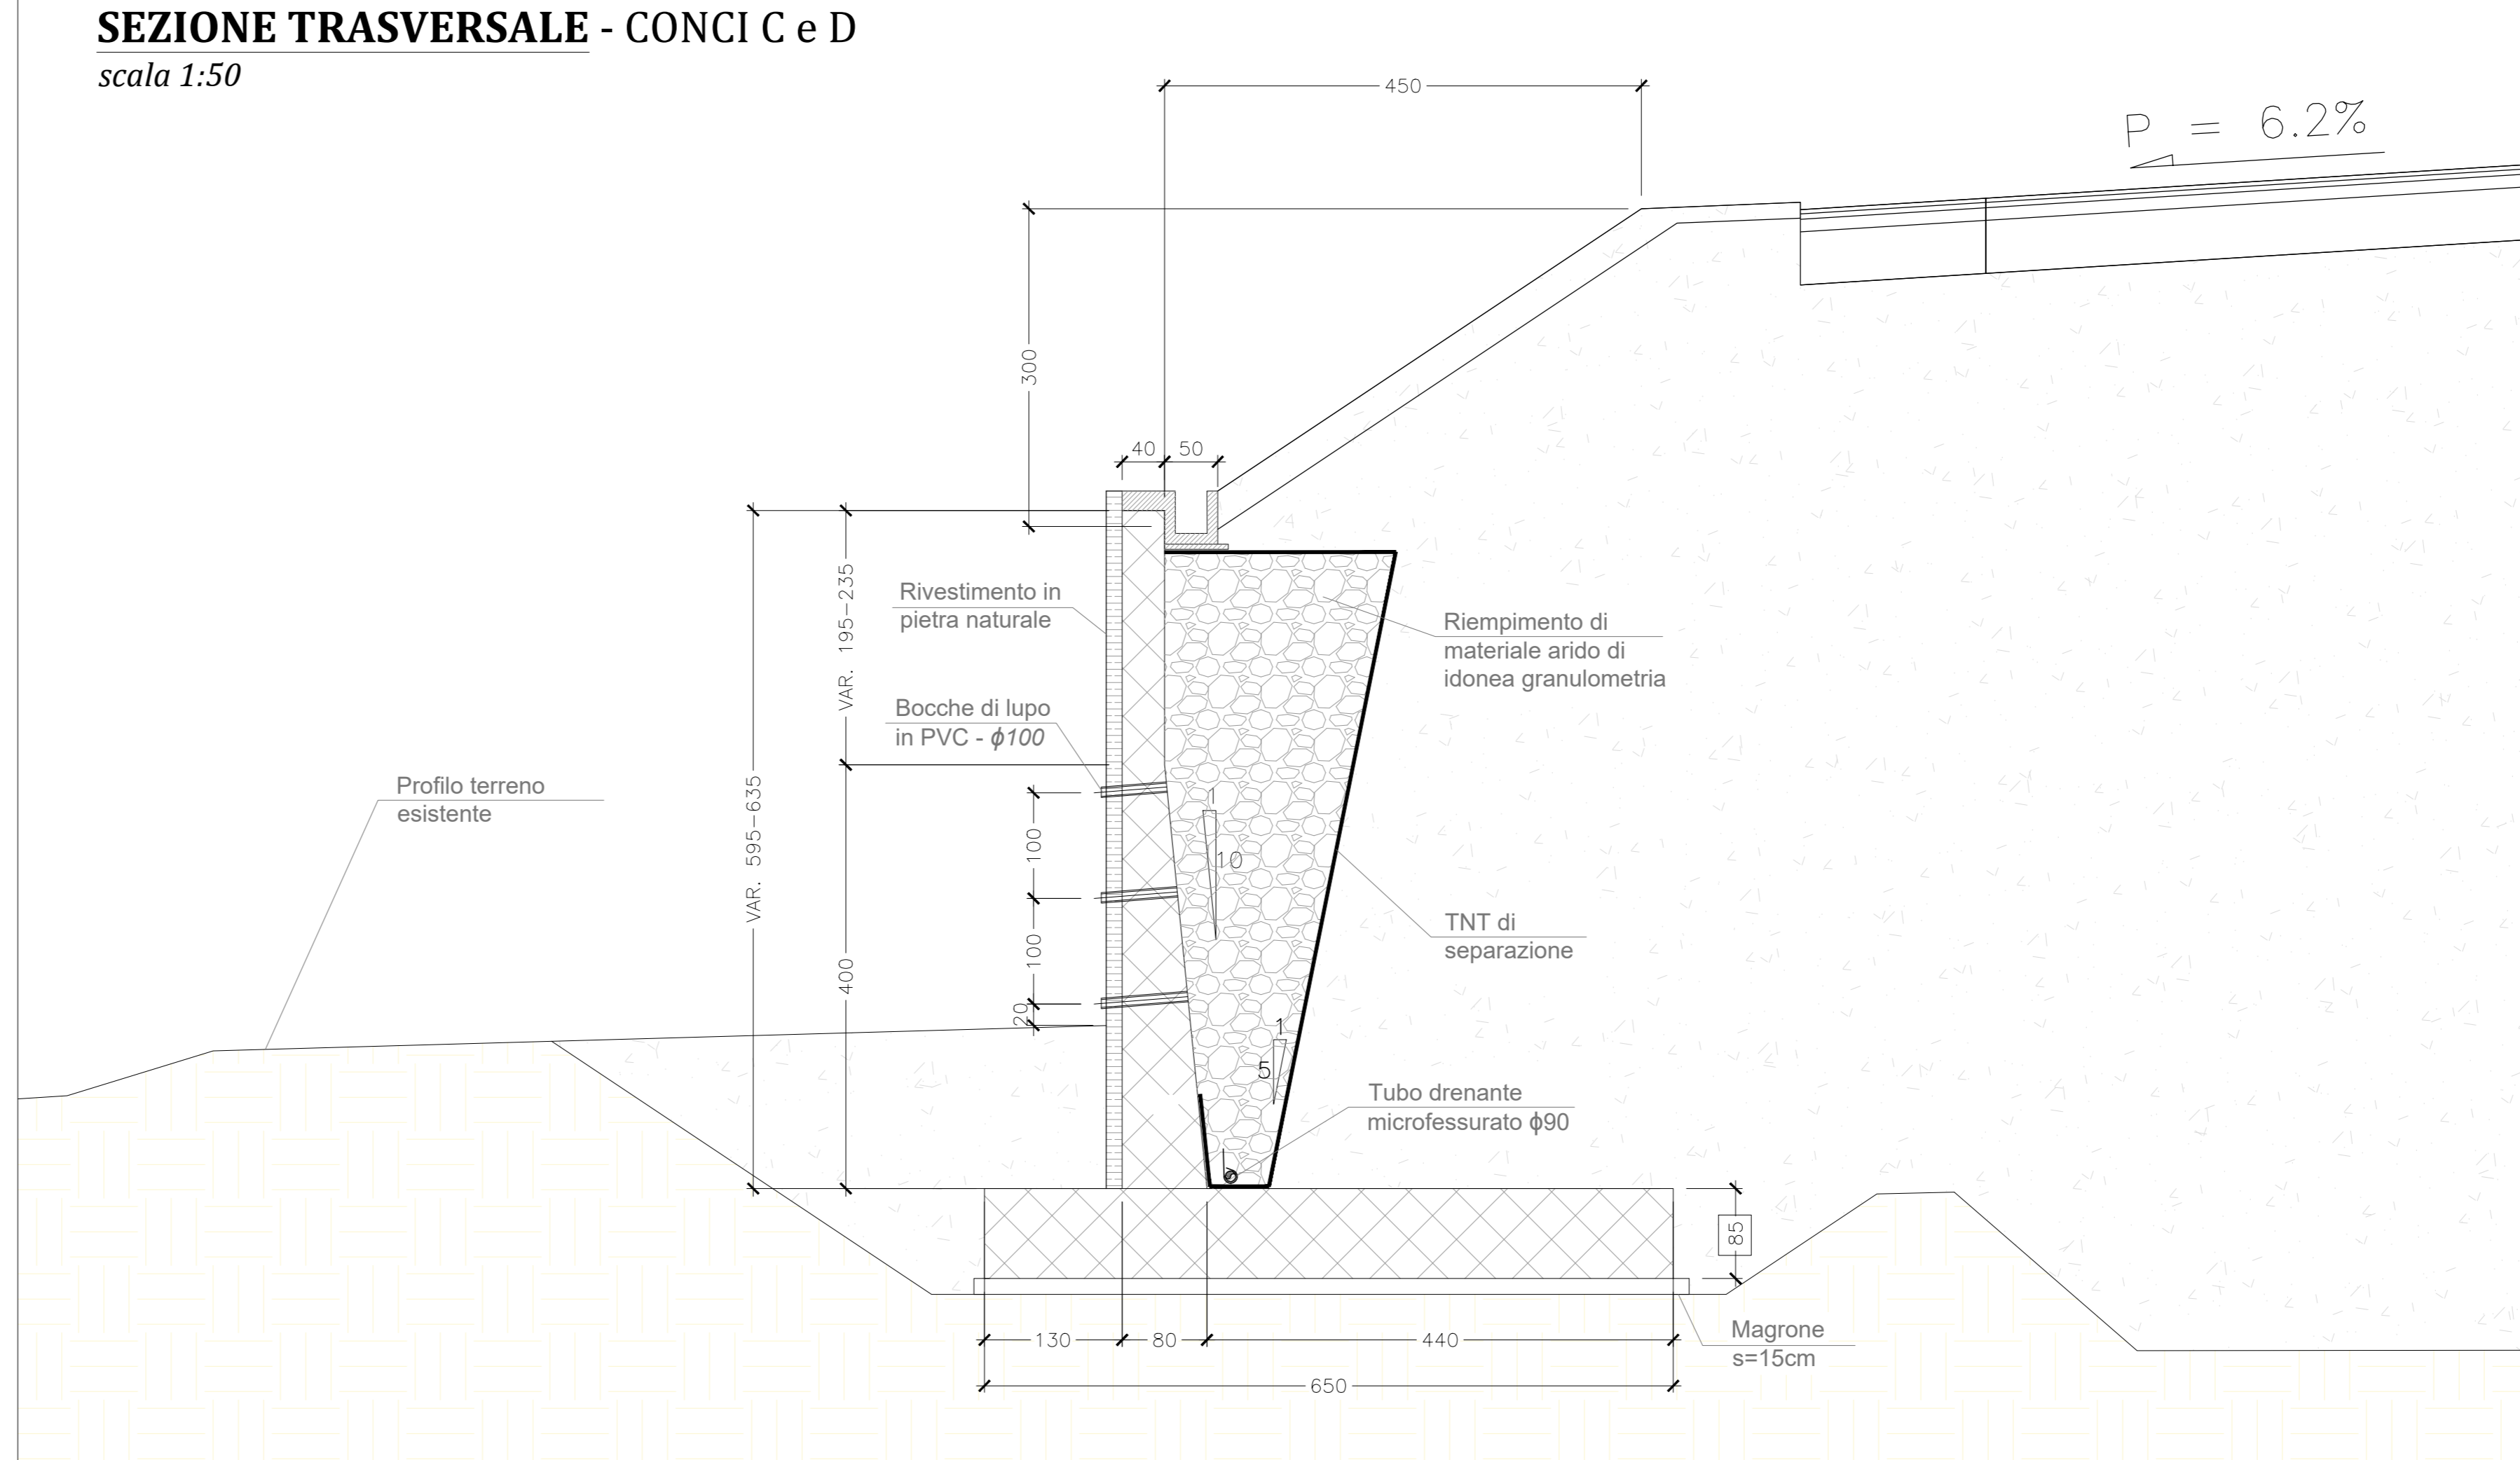 SEZIONE TRASVERSALE - CONCI C e D
scala 1:50
450
P = 6.2%
300
40
50
VAR. 195-235
VAR. 595-635
Rivestimento in
pietra naturale
Riempimento di
materiale arido di
idonea granulometria
Bocche di lupo
in PVC - ϕ100
Profilo terreno
esistente
1
10
100
100
20
400
TNT di
separazione
1
5
Tubo drenante
microfessurato ϕ90
85
130
80
440
650
Magrone
s=15cm